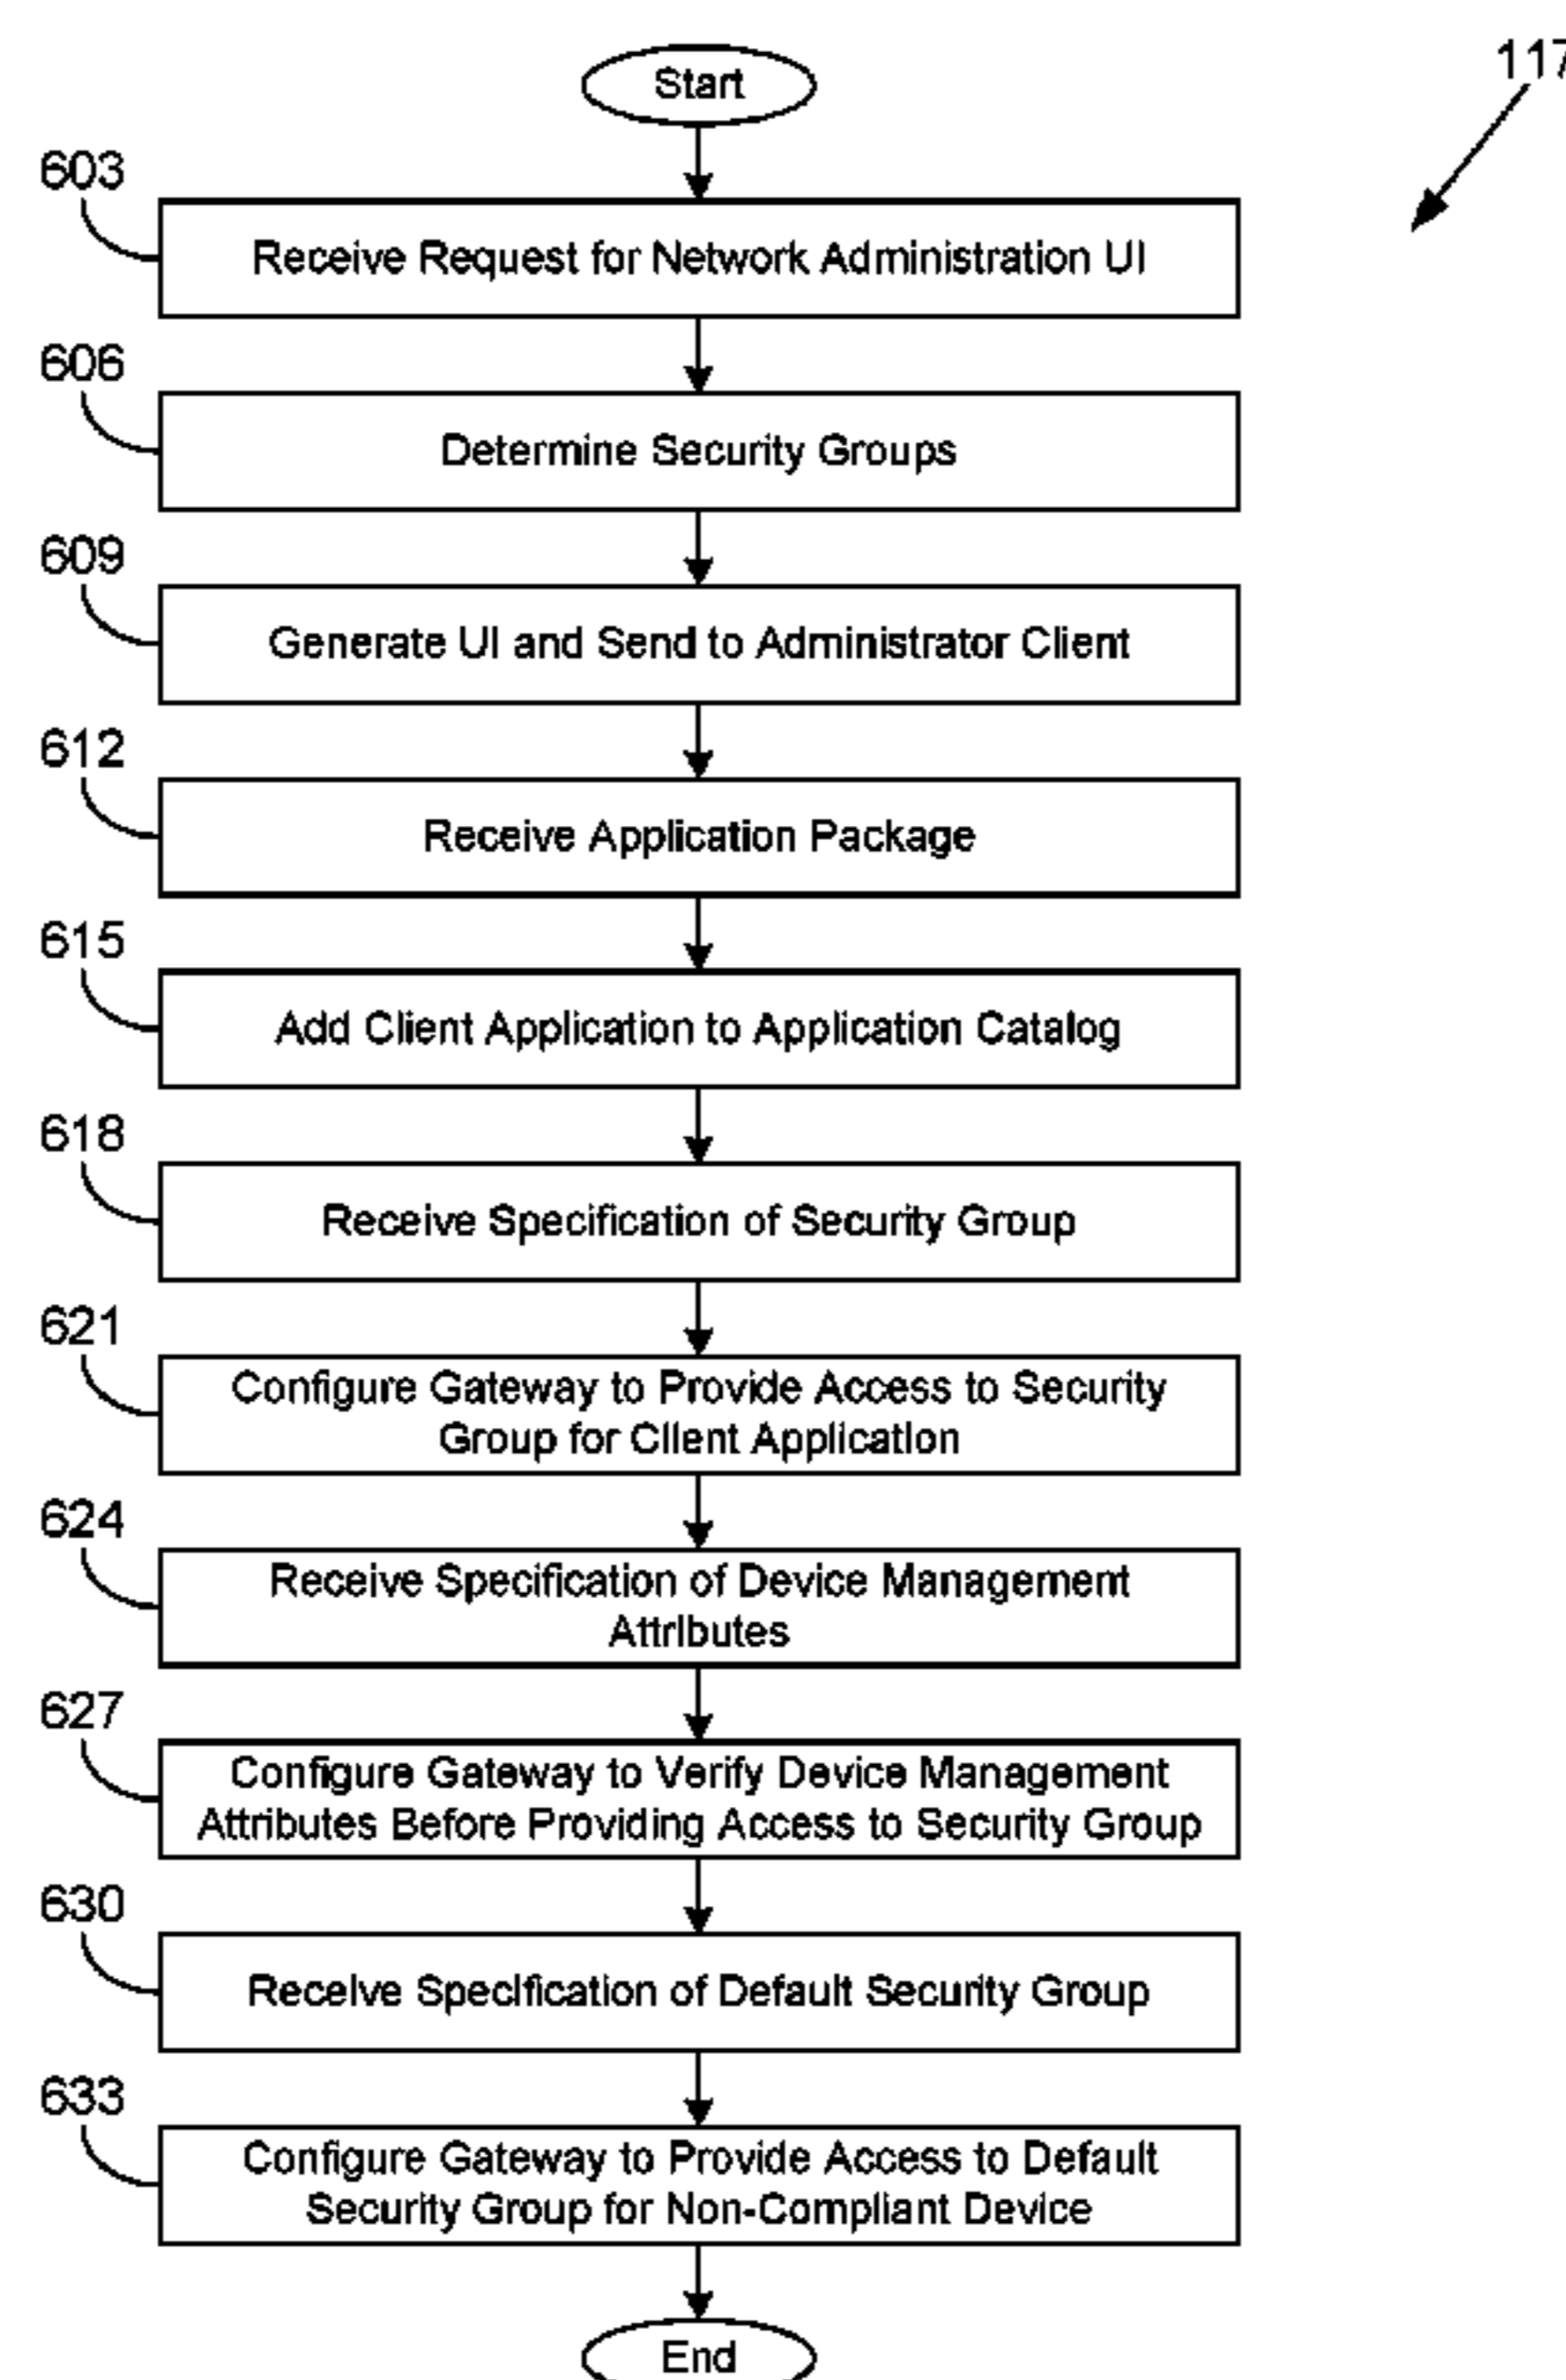 Start
117
603
Receive Request for Network Administration UI
606
Determine Security Groups
609
Generate UI and Send to Administrator Client
612
Receive Application Package
615
Add Client Application to Application Catalog
618
Receive Specification of Security Group
621
Configure Gateway to Provide Access to Security
Group for Client Application
624
Receive Specification of Device Management
Attributes
627
Configure Gateway to Verify Device Management
Attributes Before Providing Access to Security Group
630
Receive Specification of Default Security Group
633
Configure Gateway to Provide Access to Default
Security Group for Non-Compliant Device
End